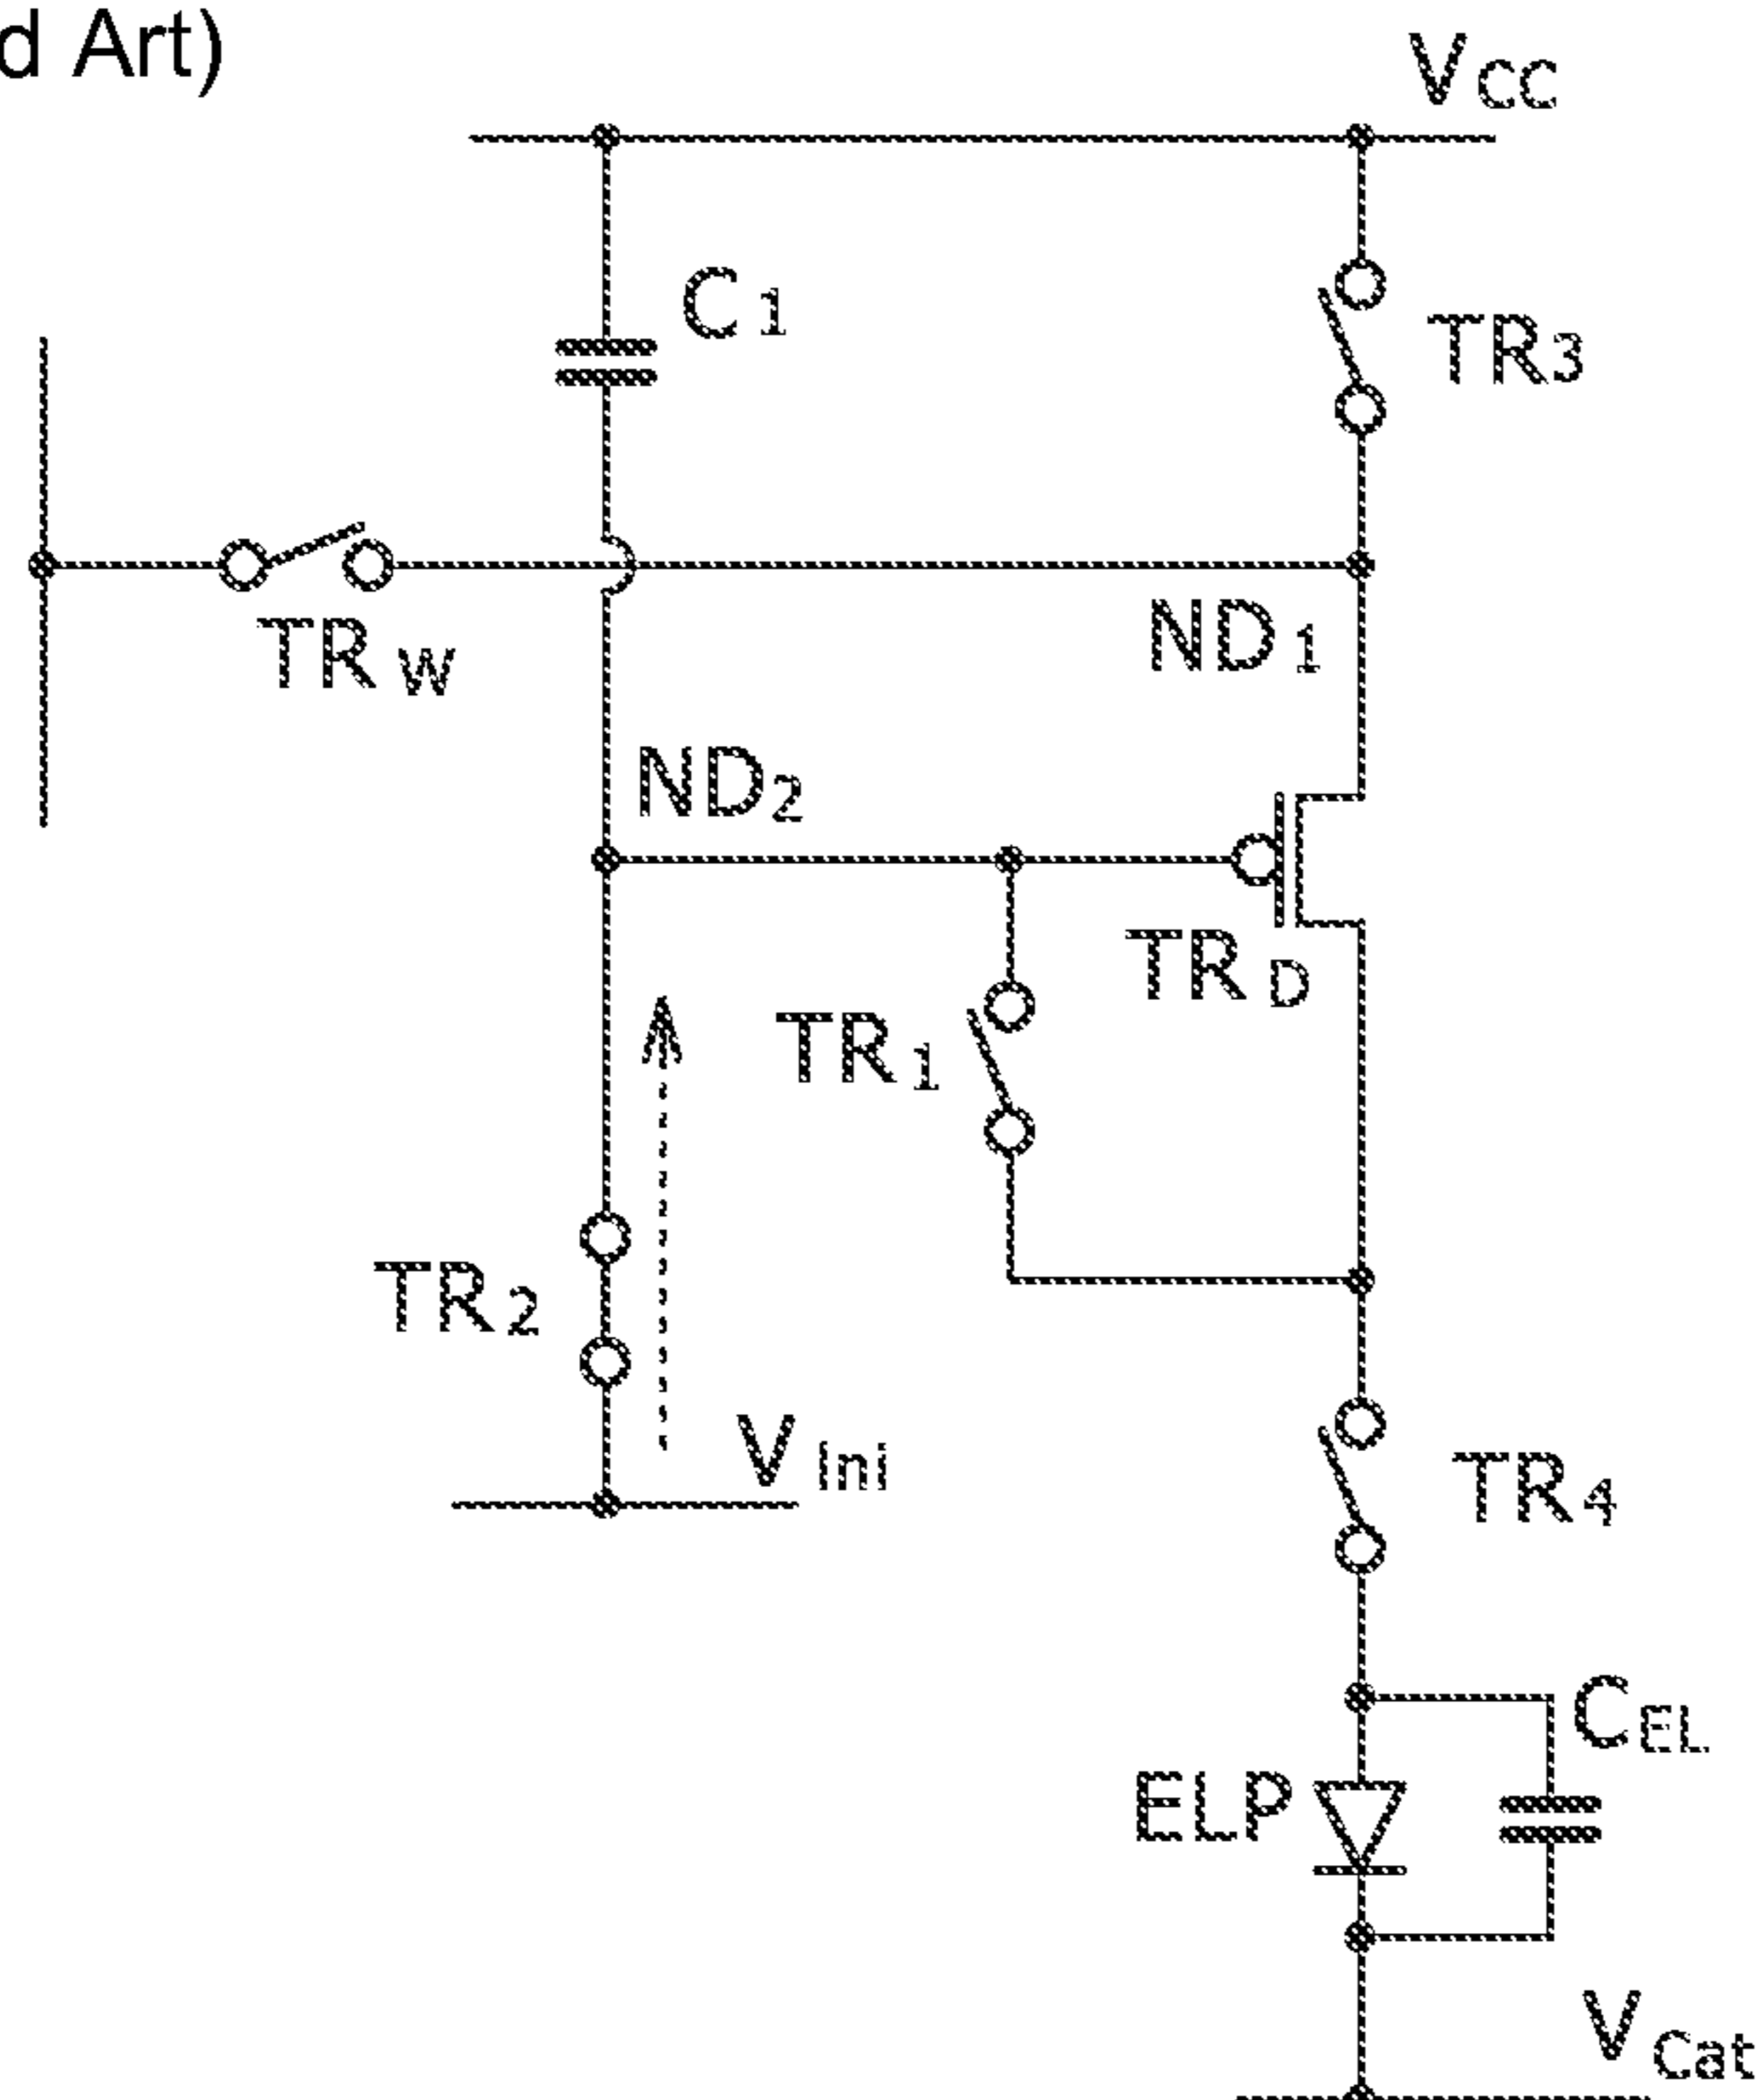 d Art)
VCC
C1
TR3
TRW
ND1
ND2
TRD
TR1
TR2
VIni
TR4
CEL
ELP
VCat